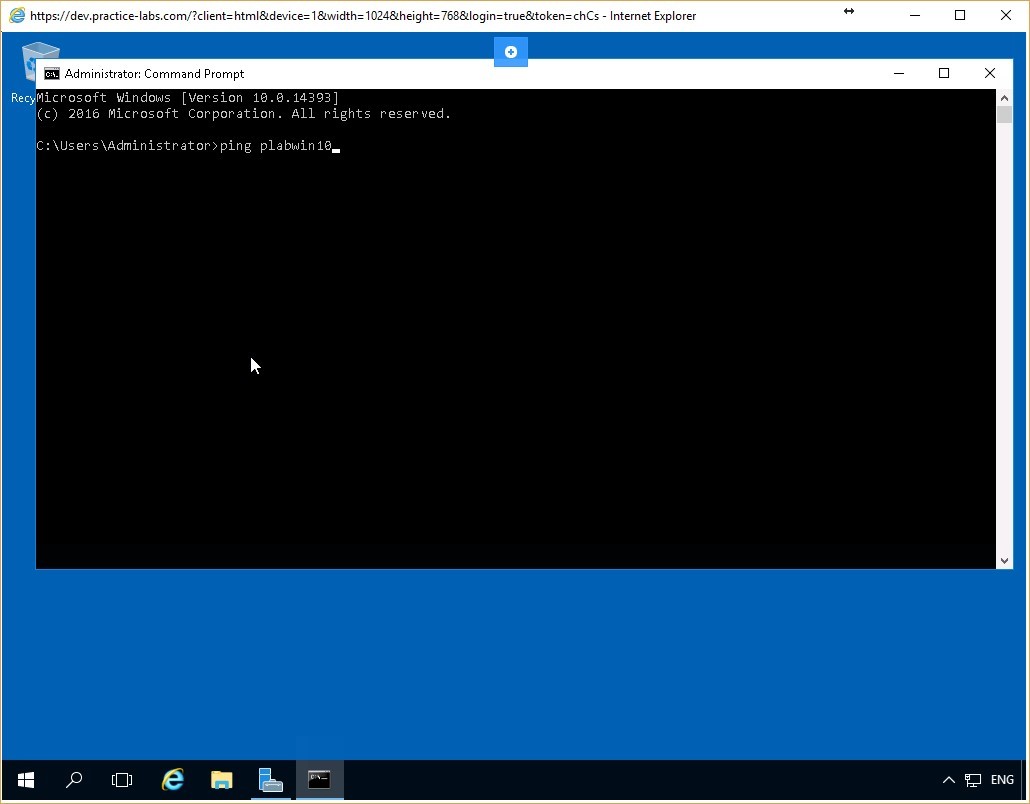 https://dev.practice-labs.com/?client=html&device=1&width=1024&height=768&login=true&token=chCs - Internet Explorer
Administrator: Command Prompt
Recy
Microsoft Windows [Version 10.0.14393]
(c) 2016 Microsoft Corporation. All rights reserved.
C:\Users\Administrator>ping plabwin10_
ENG